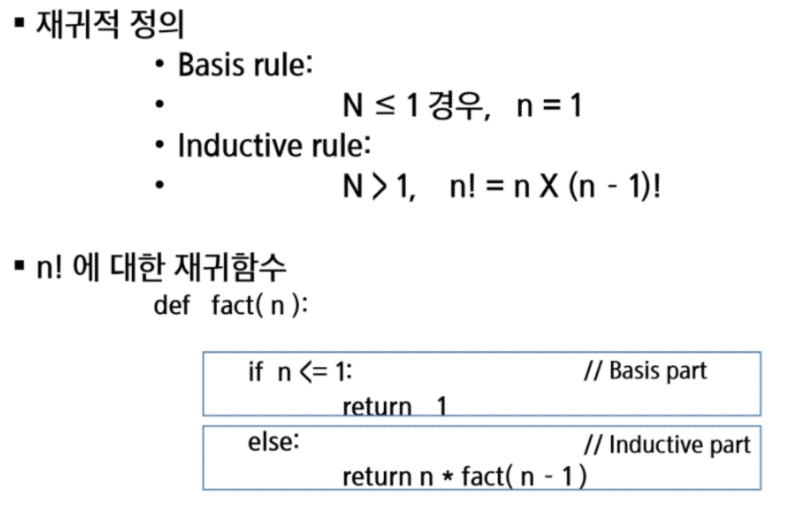 ▪ 재귀적 정의
• Basis rule:
• N ≤ 1 경우, n = 1
• Inductive rule:
• N > 1, n! = n X (n - 1)!
▪ n! 에 대한 재귀함수
def fact( n ):
if n <= 1: // Basis part
return 1
else: // Inductive part
return n * fact( n - 1 )